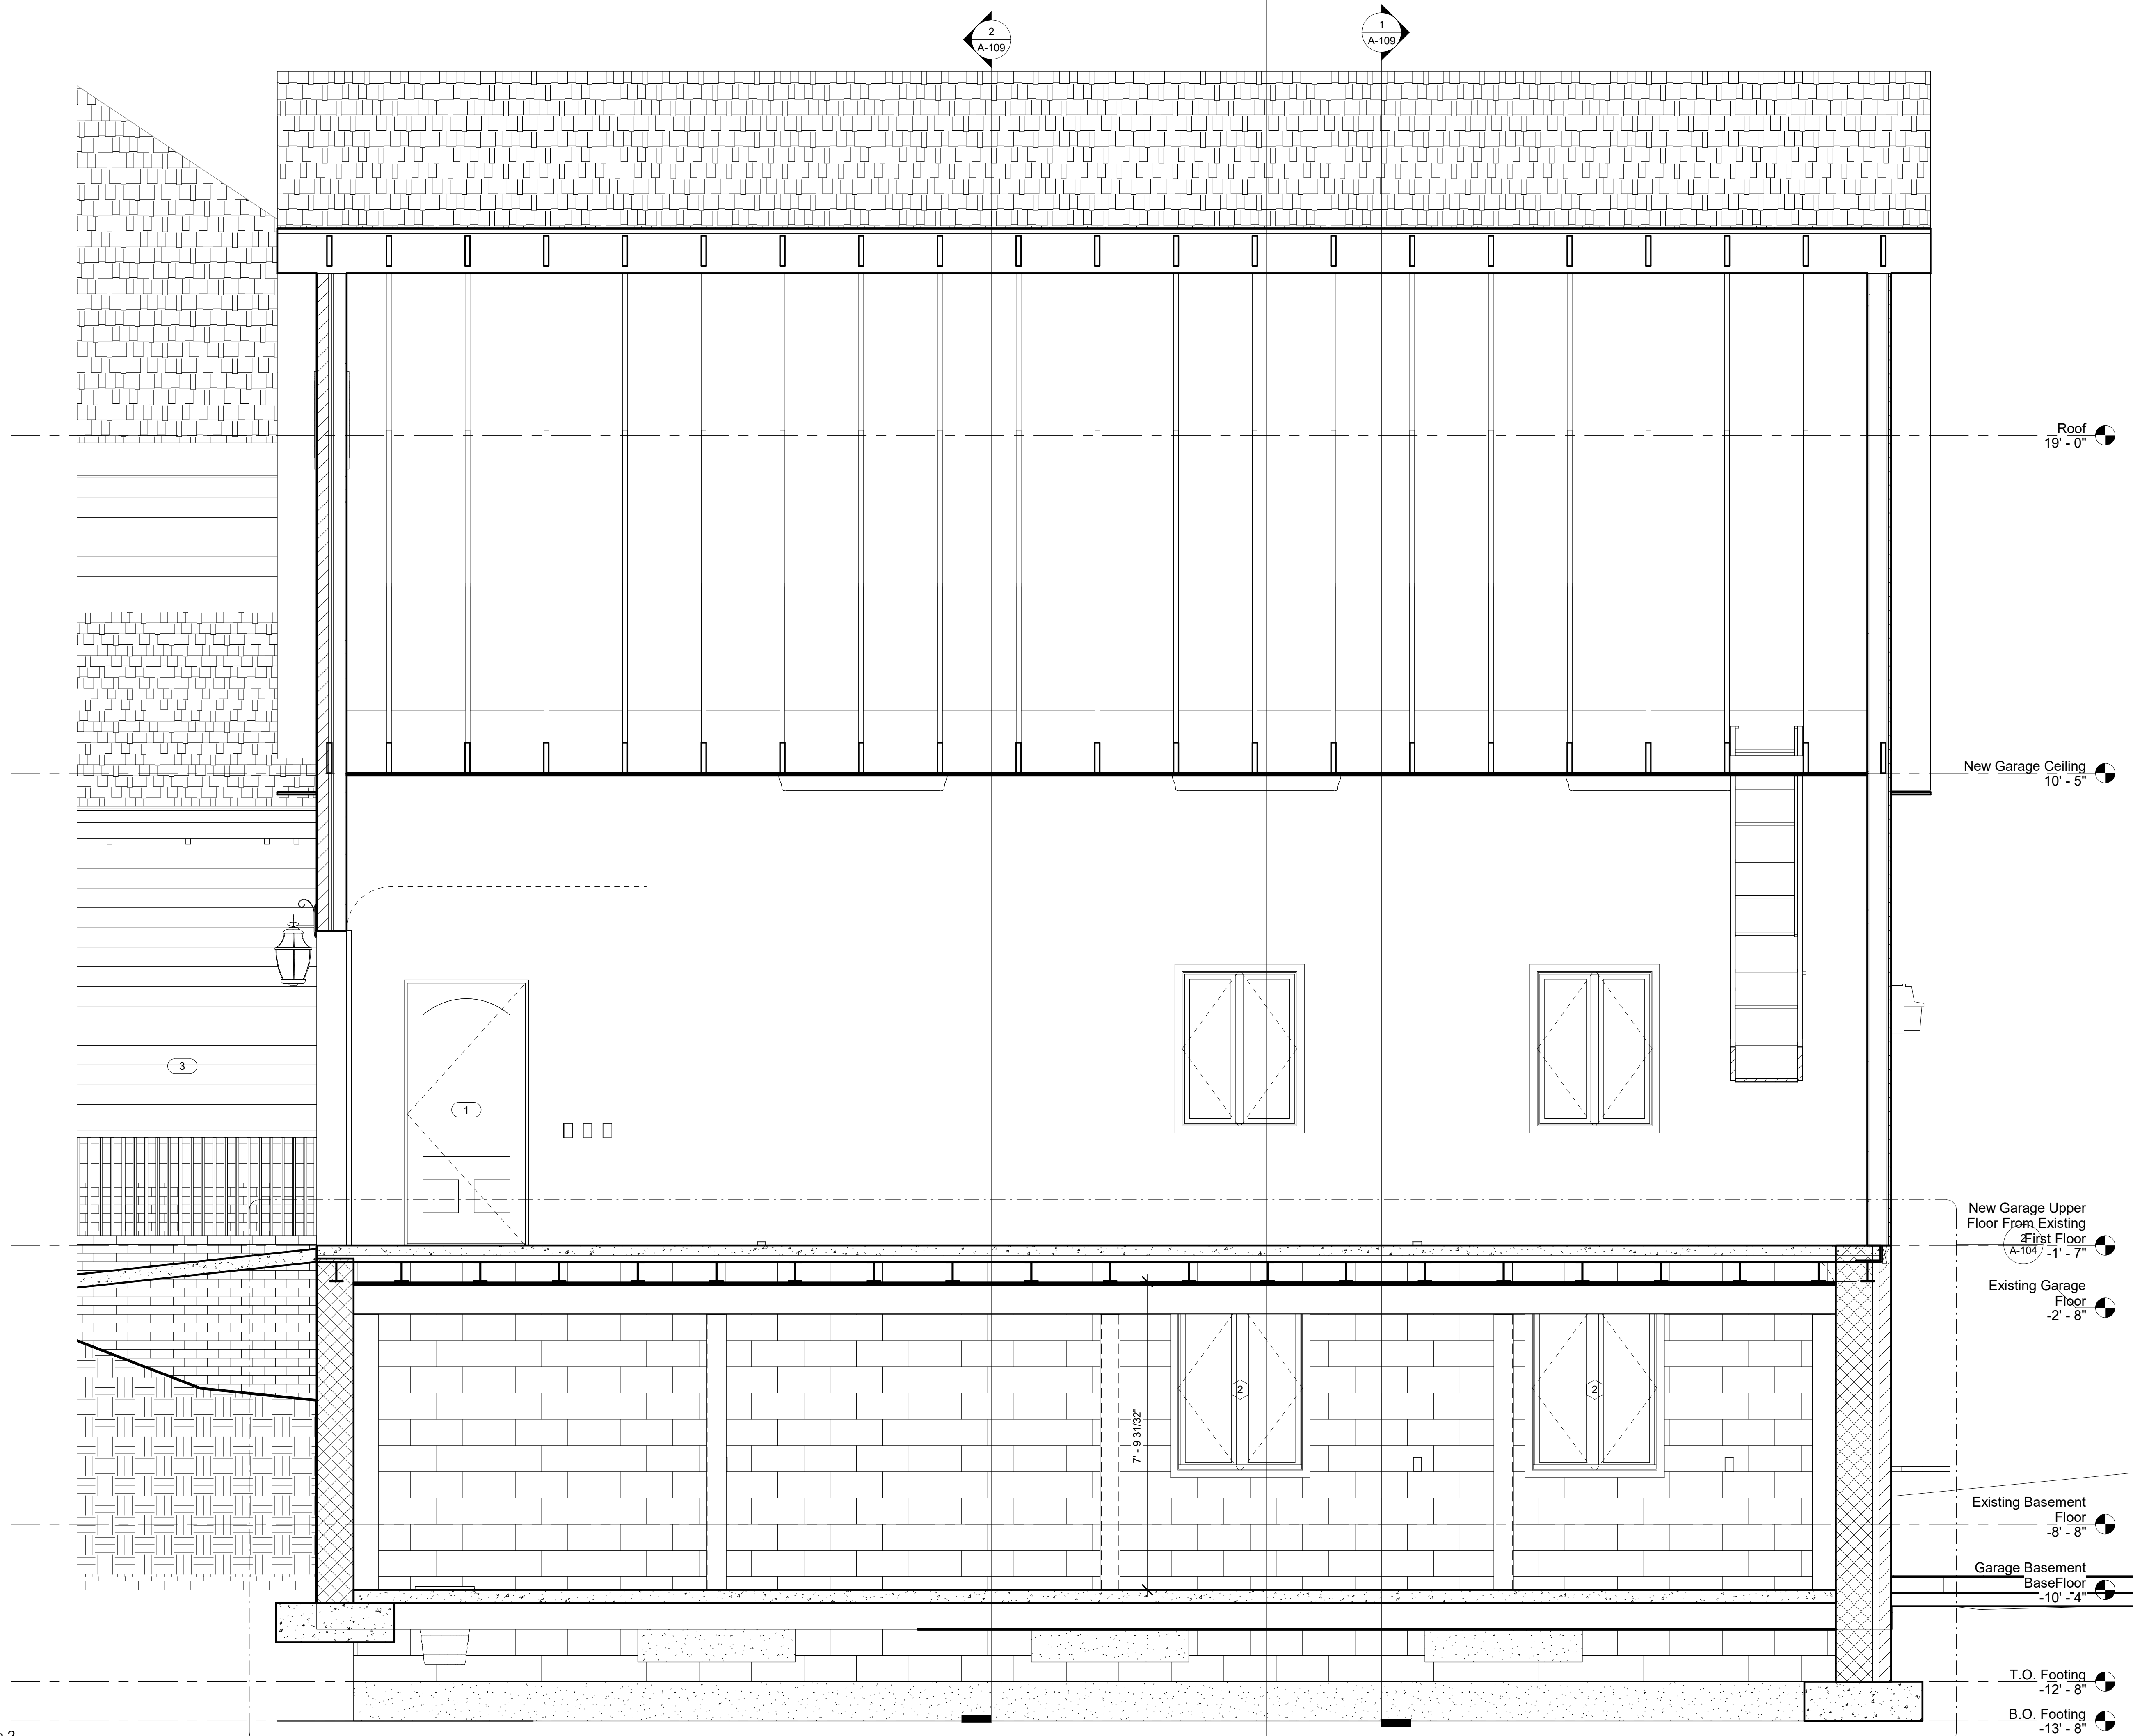 2
A-109
1
A-109
Roof
19' - 0"
New Garage Ceiling
10' - 5"
3
1
New Garage Upper
Floor From Existing
First Floor
-1' - 7"
2
A-104
Existing Garage
Floor
-2' - 8"
2
2
7' - 9 31/32"
Existing Basement
Floor
-8' - 8"
Garage Basement
BaseFloor
-10' - 4"
T.O. Footing
-12' - 8"
B.O. Footing
-13' - 8"